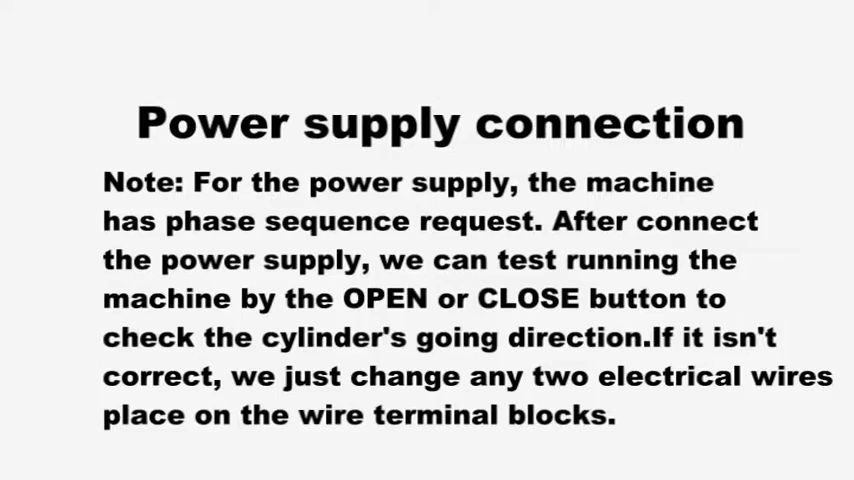 Power supply connection
Note: For the power supply, the machine
has phase sequence request. After connect
the power supply, we can test running the
machine by the OPEN or CLOSE button to
check the cylinder's going direction.If it isn't
correct, we just change any two electrical wires
place on the wire terminal blocks.